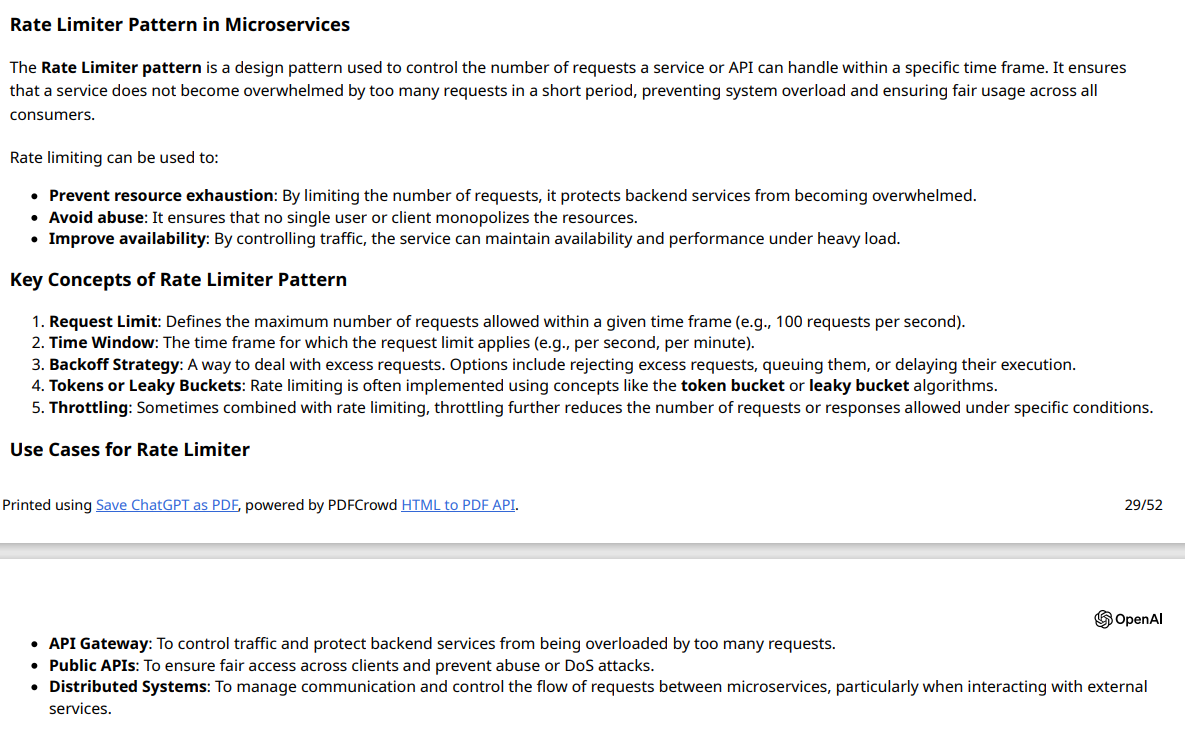 Rate Limiter Pattern in Microservices
The Rate Limiter pattern is a design pattern used to control the number of requests a service or API can handle within a specific time frame. It ensures
that a service does not become overwhelmed by too many requests in a short period, preventing system overload and ensuring fair usage across all
consumers.
Rate limiting can be used to:
• Prevent resource exhaustion: By limiting the number of requests, it protects backend services from becoming overwhelmed.
• Avoid abuse: It ensures that no single user or client monopolizes the resources.
• Improve availability: By controlling traffic, the service can maintain availability and performance under heavy load.
Key Concepts of Rate Limiter Pattern
1. Request Limit: Defines the maximum number of requests allowed within a given time frame (e.g., 100 requests per second).
2. Time Window: The time frame for which the request limit applies (e.g., per second, per minute).
3. Backoff Strategy: A way to deal with excess requests. Options include rejecting excess requests, queuing them, or delaying their execution.
4. Tokens or Leaky Buckets: Rate limiting is often implemented using concepts like the token bucket or leaky bucket algorithms.
5. Throttling: Sometimes combined with rate limiting, throttling further reduces the number of requests or responses allowed under specific conditions.
Use Cases for Rate Limiter
Printed using Save ChatGPT as PDF, powered by PDFCrowd HTML to PDF API. 29/52
OpenAI
• API Gateway: To control traffic and protect backend services from being overloaded by too many requests.
• Public APIs: To ensure fair access across clients and prevent abuse or DoS attacks.
• Distributed Systems: To manage communication and control the flow of requests between microservices, particularly when interacting with external
services.